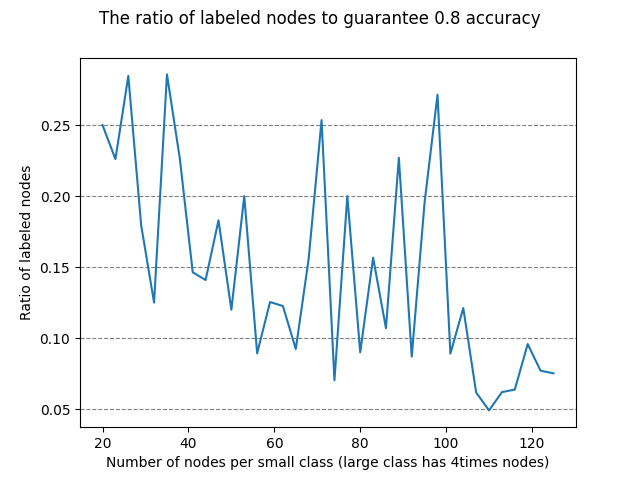 The ratio of labeled nodes to guarantee 0.8 accuracy
0.25
0.20
0.15
0.10
0.05
Ratio of labeled nodes
20 40 60 80 100 120
Number of nodes per small class (large class has 4times nodes)